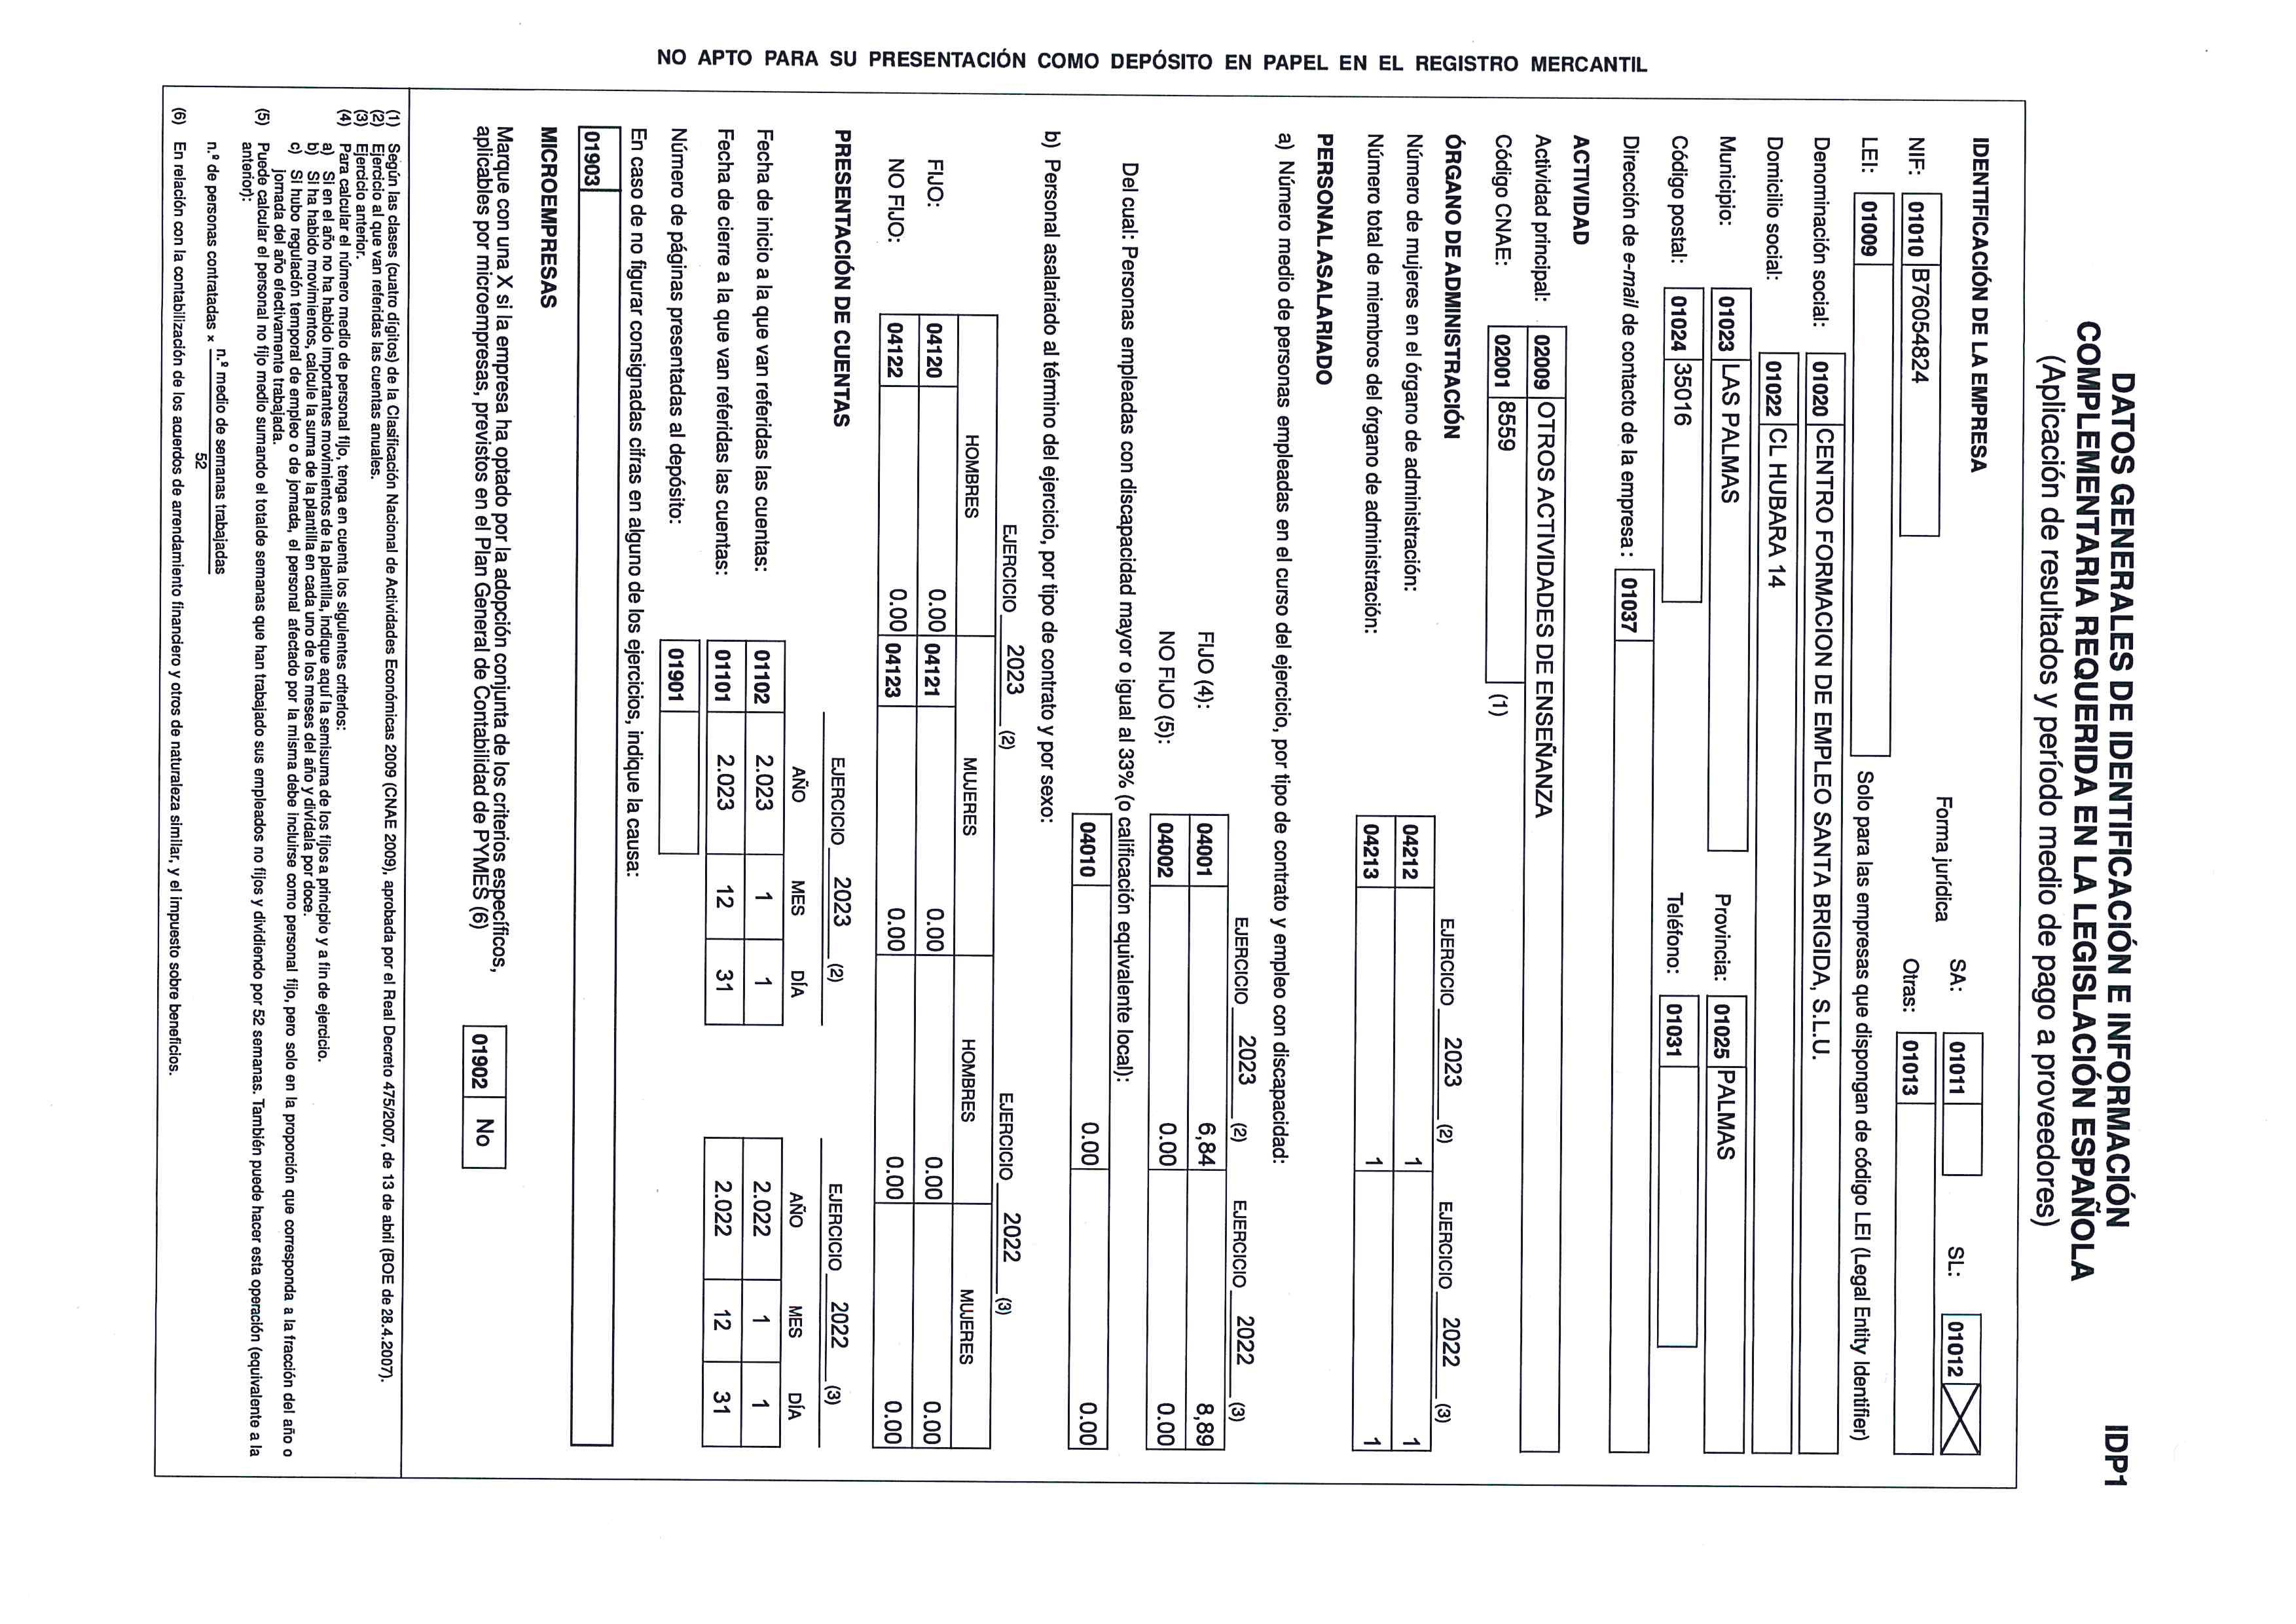 DATOS GENERALES DE IDENTIFICACIÓN E INFORMACIÓN
COMPLEMENTARIA REQUERIDA EN LA LEGISLACIÓN ESPAÑOLA
(Aplicación de resultados y período medio de pago a proveedores)
IDP1
IDENTIFICACIÓN DE LA EMPRESA
Forma jurídica SA: 01011 SL: 01012 X
NIF: 01010 B76054824 Otras: 01013
LEI: 01009 Solo para las empresas que dispongan de código LEI (Legal Entity Identifier)
Denominación social: 01020 CENTRO FORMACION DE EMPLEO SANTA BRIGIDA, S.L.U.
Domicilio social: 01022 CL HUBARA 14
Municipio: 01023 LAS PALMAS Provincia: 01025 PALMAS
Código postal: 01024 35016 Teléfono: 01031
Dirección de e-mail de contacto de la empresa: 01037
ACTIVIDAD
Actividad principal: 02009 OTROS ACTIVIDADES DE ENSEÑANZA
Código CNAE: 02001 8559 (1)
ÓRGANO DE ADMINISTRACIÓN
EJERCICIO 2023 (2) EJERCICIO 2022 (3)
Número de mujeres en el órgano de administración: 04212 1 1
Número total de miembros del órgano de administración: 04213 1 1
PERSONAL ASALARIADO
a) Número medio de personas empleadas en el curso del ejercicio, por tipo de contrato y empleo con discapacidad:
EJERCICIO 2023 (2) EJERCICIO 2022 (3)
FIJO (4): 04001 6,84 8,89
NO FIJO (5): 04002 0.00 0.00
Del cual: Personas empleadas con discapacidad mayor o igual al 33% (o calificación equivalente local):
04010 0.00 0.00
b) Personal asalariado al término del ejercicio, por tipo de contrato y por sexo:
EJERCICIO 2023 (2) EJERCICIO 2022 (3)
HOMBRES MUJERES HOMBRES MUJERES
FIJO: 04120 0.00 04121 0.00 0.00 0.00
NO FIJO: 04122 0.00 04123 0.00 0.00 0.00
PRESENTACIÓN DE CUENTAS
EJERCICIO 2023 (2) EJERCICIO 2022 (3)
AÑO MES DÍA AÑO MES DÍA
Fecha de inicio a la que van referidas las cuentas: 01102 2.023 1 1 2.022 1 1
Fecha de cierre a la que van referidas las cuentas: 01101 2.023 12 31 2.022 12 31
Número de páginas presentadas al depósito: 01901
En caso de no figurar consignadas cifras en alguno de los ejercicios, indique la causa:
01903
MICROEMPRESAS
Marque con una X si la empresa ha optado por la adopción conjunta de los criterios específicos,
aplicables por microempresas, previstos en el Plan General de Contabilidad de PYMES (6) 01902 No
(1) Según las clases (cuatro dígitos) de la Clasificación Nacional de Actividades Económicas 2009 (CNAE 2009), aprobada por el Real Decreto 475/2007, de 13 de abril (BOE de 28.4.2007).
(2) Ejercicio al que van referidas las cuentas anuales.
(3) Ejercicio anterior.
(4) Para calcular el número medio de personal fijo, tenga en cuenta los siguientes criterios:
a) Si en el año no ha habido importantes movimientos de la plantilla, indique aquí la semisuma de los fijos a principio y a fin de ejercicio.
b) Si ha habido movimientos, calcule la suma de la plantilla en cada uno de los meses del año y divídala por doce.
c) Si hubo regulación temporal de empleo o de jornada, el personal afectado por la misma debe incluirse como personal fijo, pero solo en la proporción que corresponda a la fracción del año o
jornada del año efectivamente trabajada.
(5) Puede calcular el personal no fijo medio sumando el total de semanas que han trabajado sus empleados no fijos y dividiendo por 52 semanas. También puede hacer esta operación (equivalente a la
anterior):
n.º de personas contratadas × n.º medio de semanas trabajadas
52
(6) En relación con la contabilización de los acuerdos de arrendamiento financiero y otros de naturaleza similar, y el impuesto sobre beneficios.
NO APTO PARA SU PRESENTACIÓN COMO DEPÓSITO EN PAPEL EN EL REGISTRO MERCANTIL